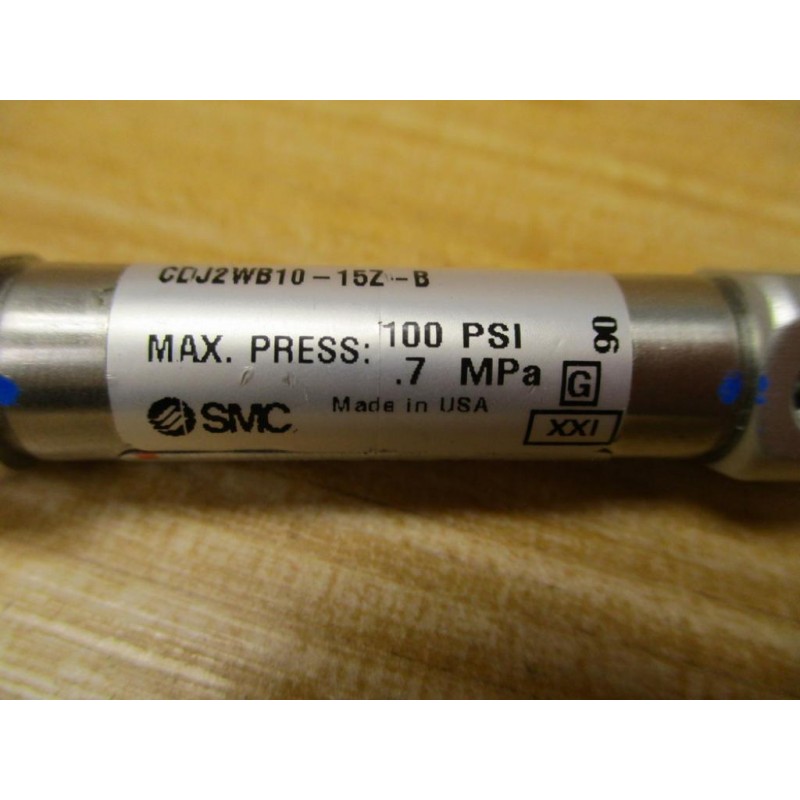 CDJ2WB10-15Z-B
MAX. PRESS: 100 PSI
.7 MPa
G
90
SMC
Made in USA
XXI